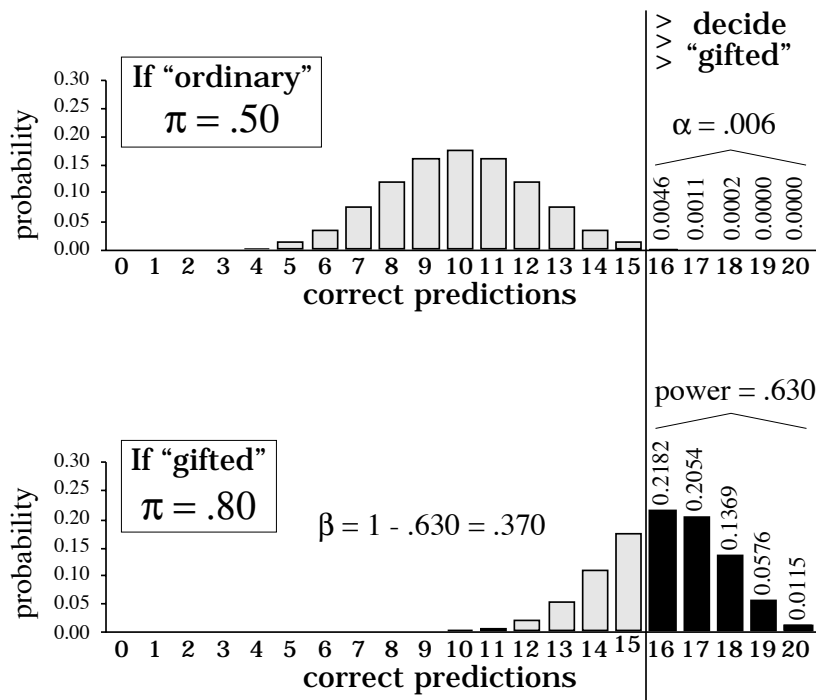 > decide
> “gifted”
>
If “ordinary”
π = .50
α = .006
probability
0.30
0.25
0.20
0.15
0.10
0.05
0.00
0.0046
0.0011
0.0002
0.0000
0.0000
0 1 2 3 4 5 6 7 8 9 10 11 12 13 14 15 16 17 18 19 20
correct predictions
power = .630
If “gifted”
π = .80
β = 1 - .630 = .370
probability
0.30
0.25
0.20
0.15
0.10
0.05
0.00
0.2182
0.2054
0.1369
0.0576
0.0115
0 1 2 3 4 5 6 7 8 9 10 11 12 13 14 15 16 17 18 19 20
correct predictions